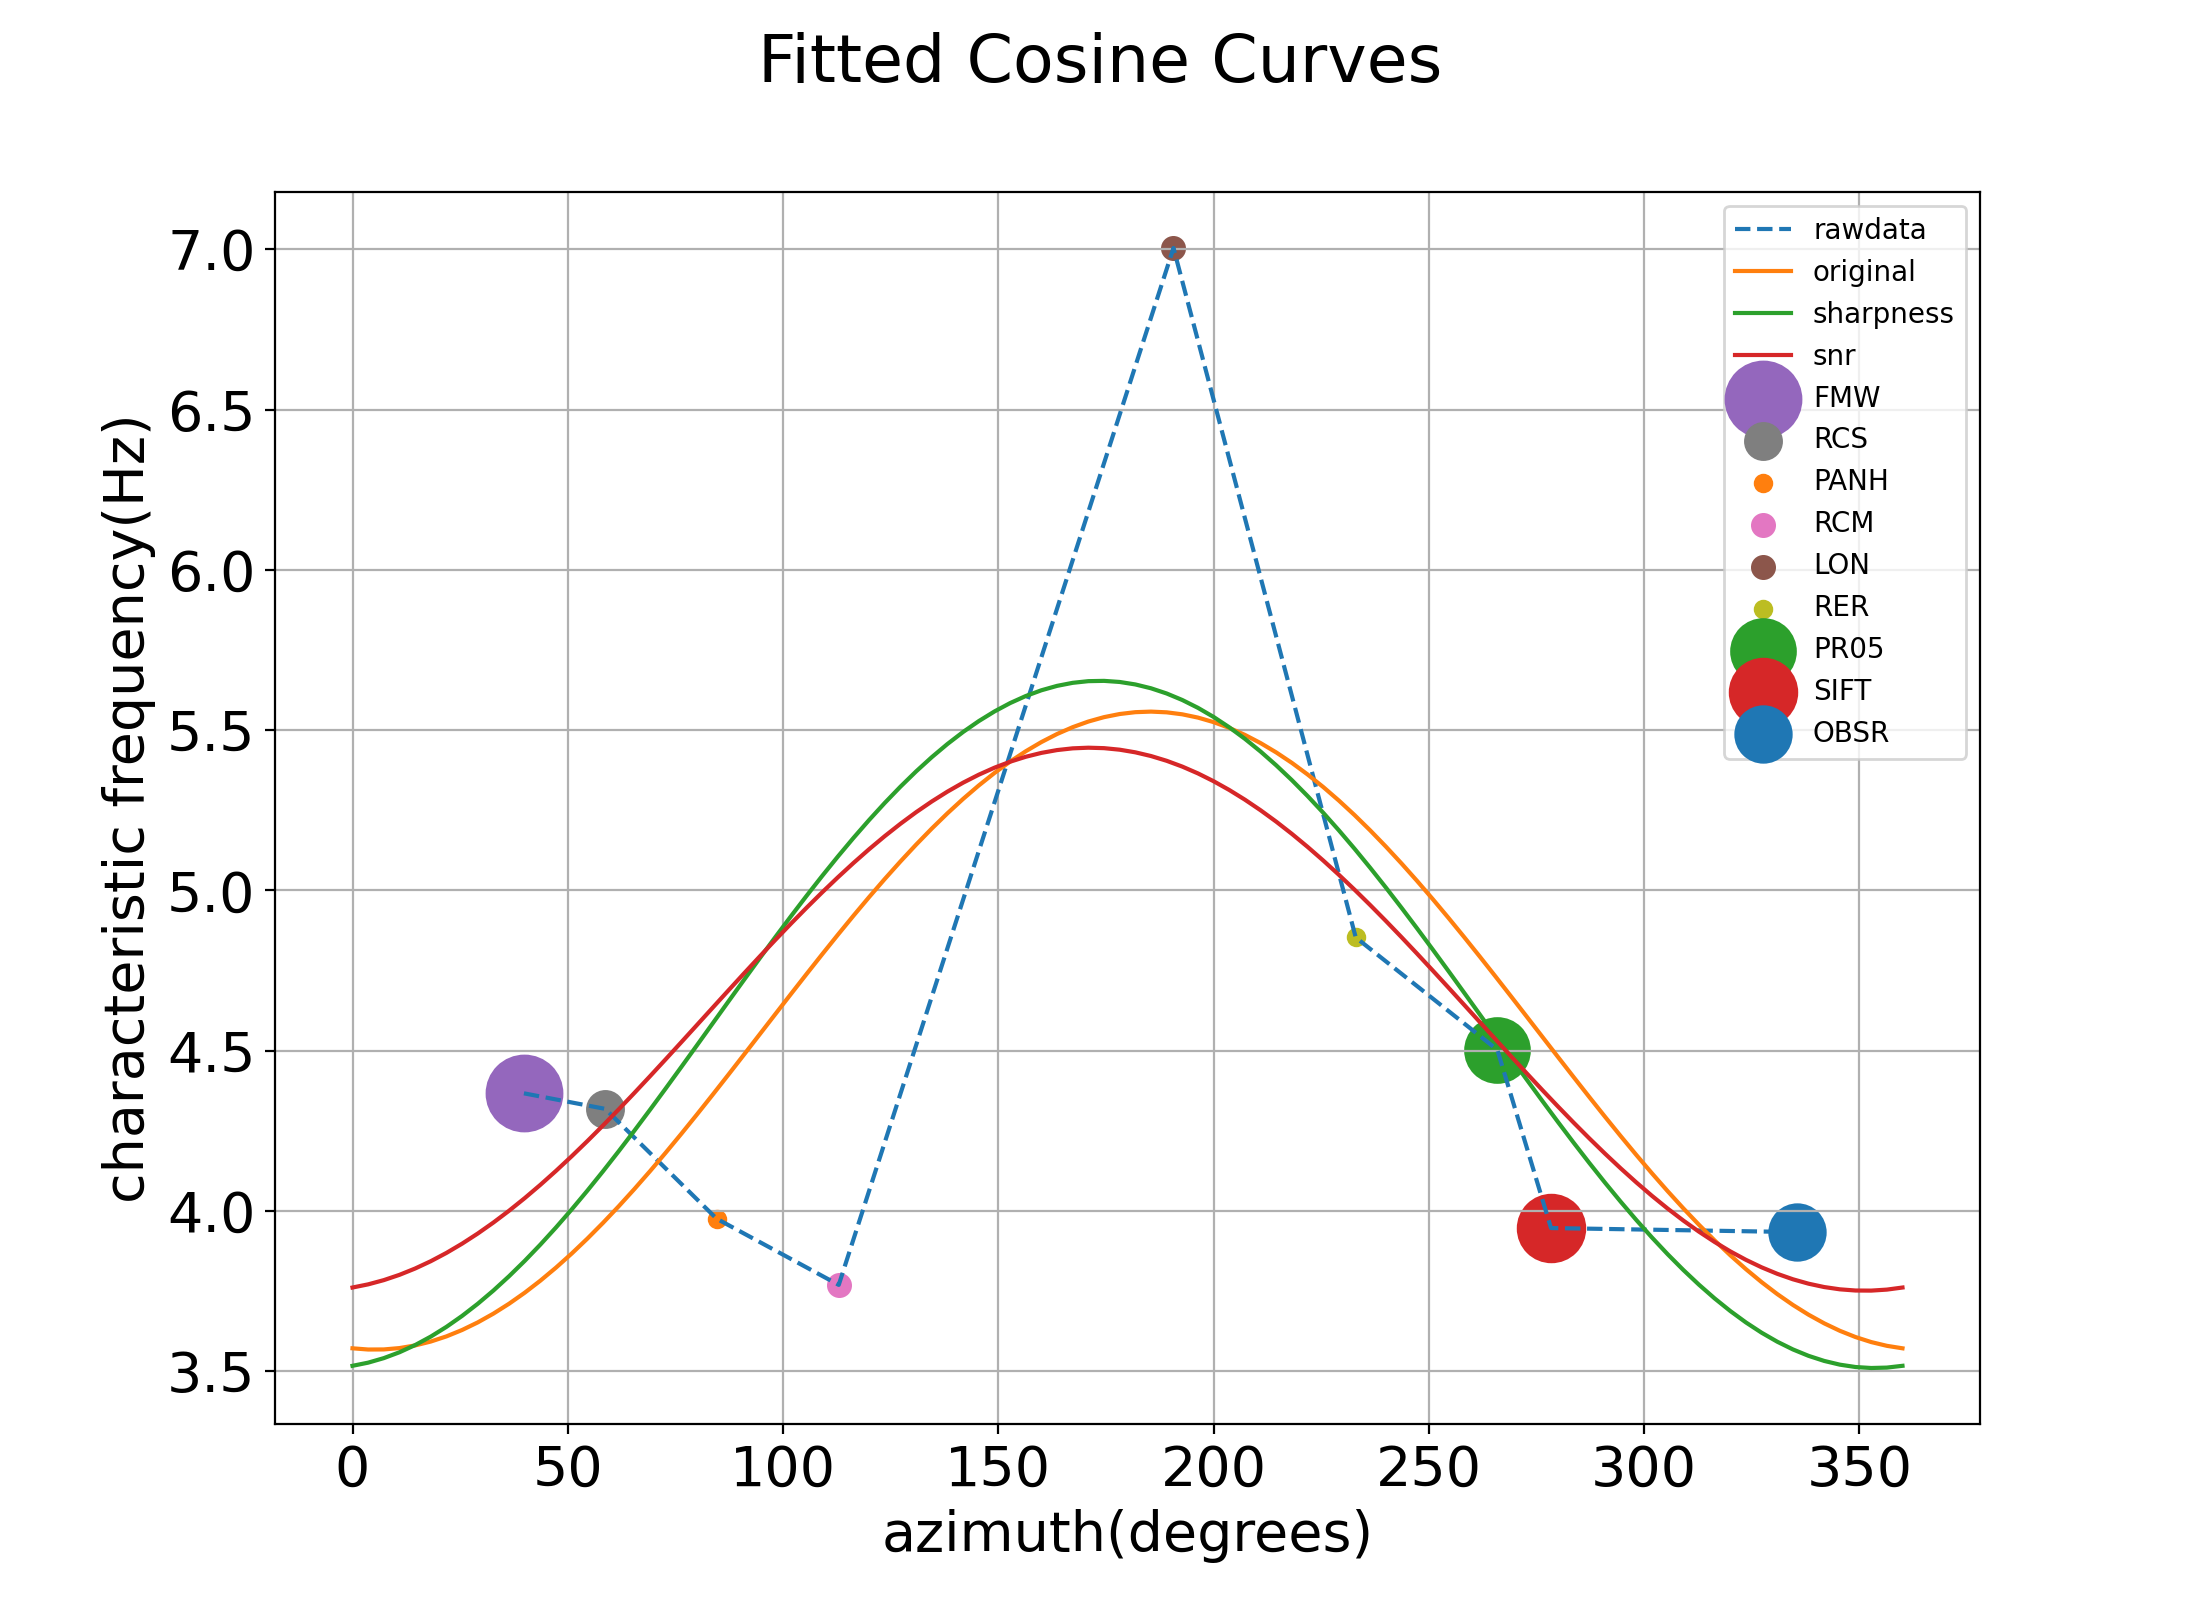 Fitted Cosine Curves
7.0
6.5
6.0
5.5
5.0
4.5
4.0
3.5
characteristic frequency(Hz)
rawdata
original
sharpness
snr
FMW
RCS
PANH
RCM
LON
RER
PR05
SIFT
OBSR
0 50 100 150 200 250 300 350
azimuth(degrees)